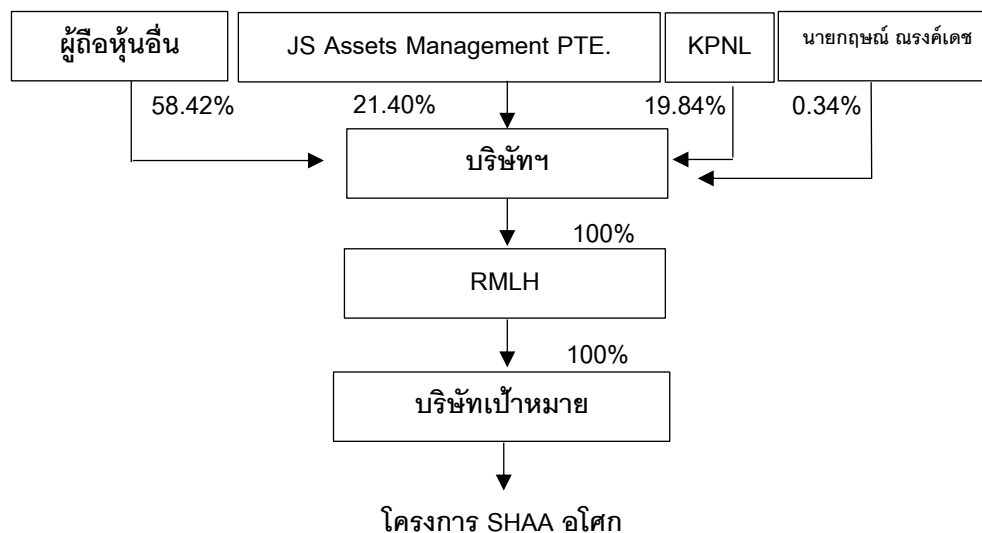 ผู้ถือหุ้นอื่น
JS Assets Management PTE.
KPNL
นายกฤษณ์ ณรงค์เดช
58.42%
21.40%
19.84%
0.34%
บริษัทฯ
100%
RMLH
100%
บริษัทเป้าหมาย
โครงการ SHAA อโศก